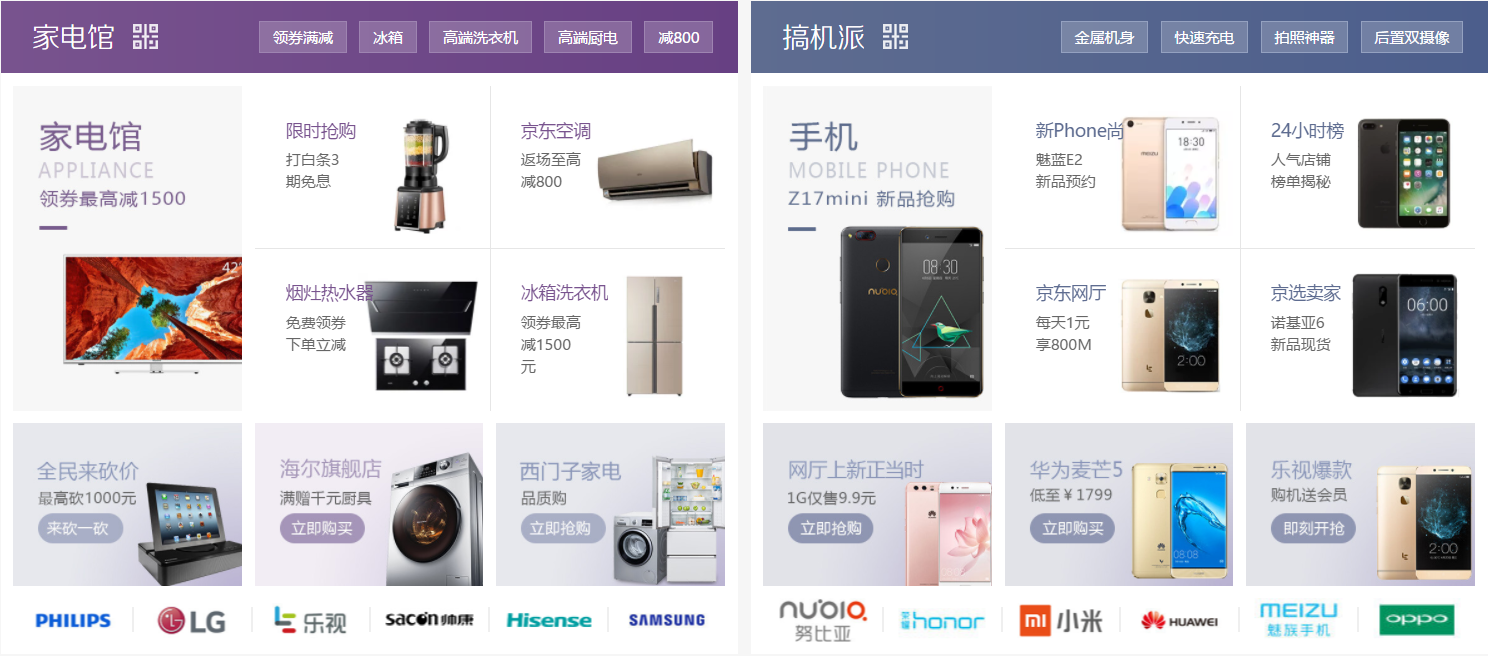 家电馆
领券满减
冰箱
高端洗衣机
高端厨电
减800
家电馆
APPLIANCE
领券最高减1500
42"
限时抢购
打白条3
期免息
京东空调
返场至高
减800
烟灶热水器
免费领券
下单立减
冰箱洗衣机
领券最高
减1500
元
全民来砍价
最高砍1000元
来砍一砍
海尔旗舰店
满赠千元厨具
立即购买
西门子家电
品质购
立即抢购
PHILIPS
LG
乐视
sacon帅康
Hisense
SAMSUNG
搞机派
金属机身
快速充电
拍照神器
后置双摄像
手机
MOBILE PHONE
Z17mini 新品抢购
08:30
nubia
新Phone尚
魅蓝E2
新品预约
MEIZU
18:30
24小时榜
人气店铺
榜单揭秘
京东网厅
每天1元
享800M
2:00
京选卖家
诺基亚6
新品现货
06:00
网厅上新正当时
1G仅售9.9元
立即抢购
华为麦芒5
低至￥1799
立即购买
08:08
乐视爆款
购机送会员
即刻开抢
2:00
nubia
努比亚
荣耀honor
mi小米
HUAWEI
MEIZU
魅族手机
oppo